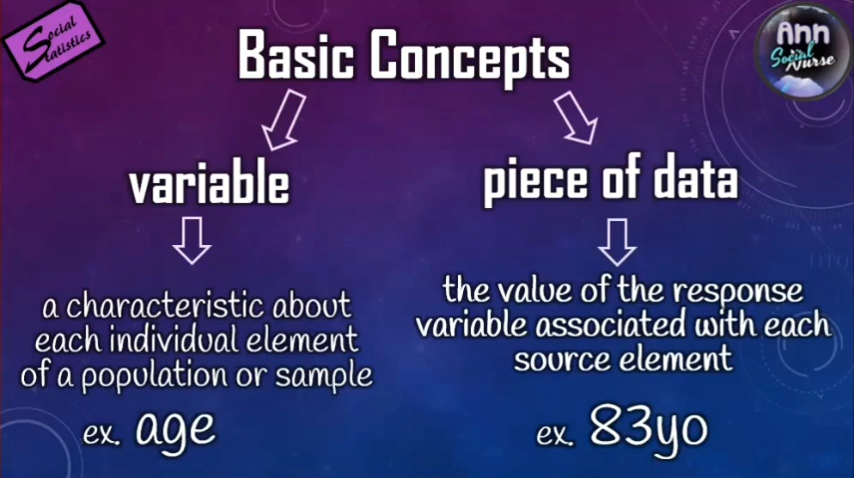 Social
Statistics
Ann
Social
Nurse
Basic Concepts
variable
piece of data
a characteristic about
each individual element
of a population or sample
ex. age
the value of the response
variable associated with each
source element
ex. 83yo